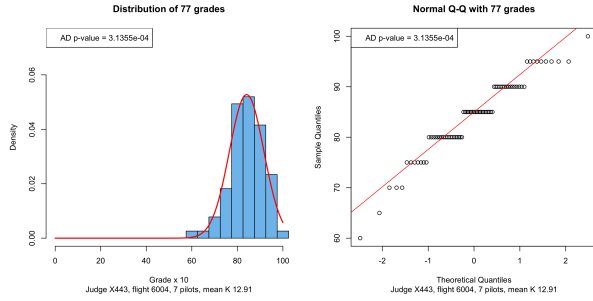 Distribution of 77 grades
AD p-value = 3.1355e-04
Density
0.06
0.04
0.02
0.00
0 20 40 60 80 100
Grade x 10
Judge X443, flight 6004, 7 pilots, mean K 12.91
Normal Q-Q with 77 grades
AD p-value = 3.1355e-04
Sample Quantiles
100
90
80
70
60
-2 -1 0 1 2
Theoretical Quantiles
Judge X443, flight 6004, 7 pilots, mean K 12.91